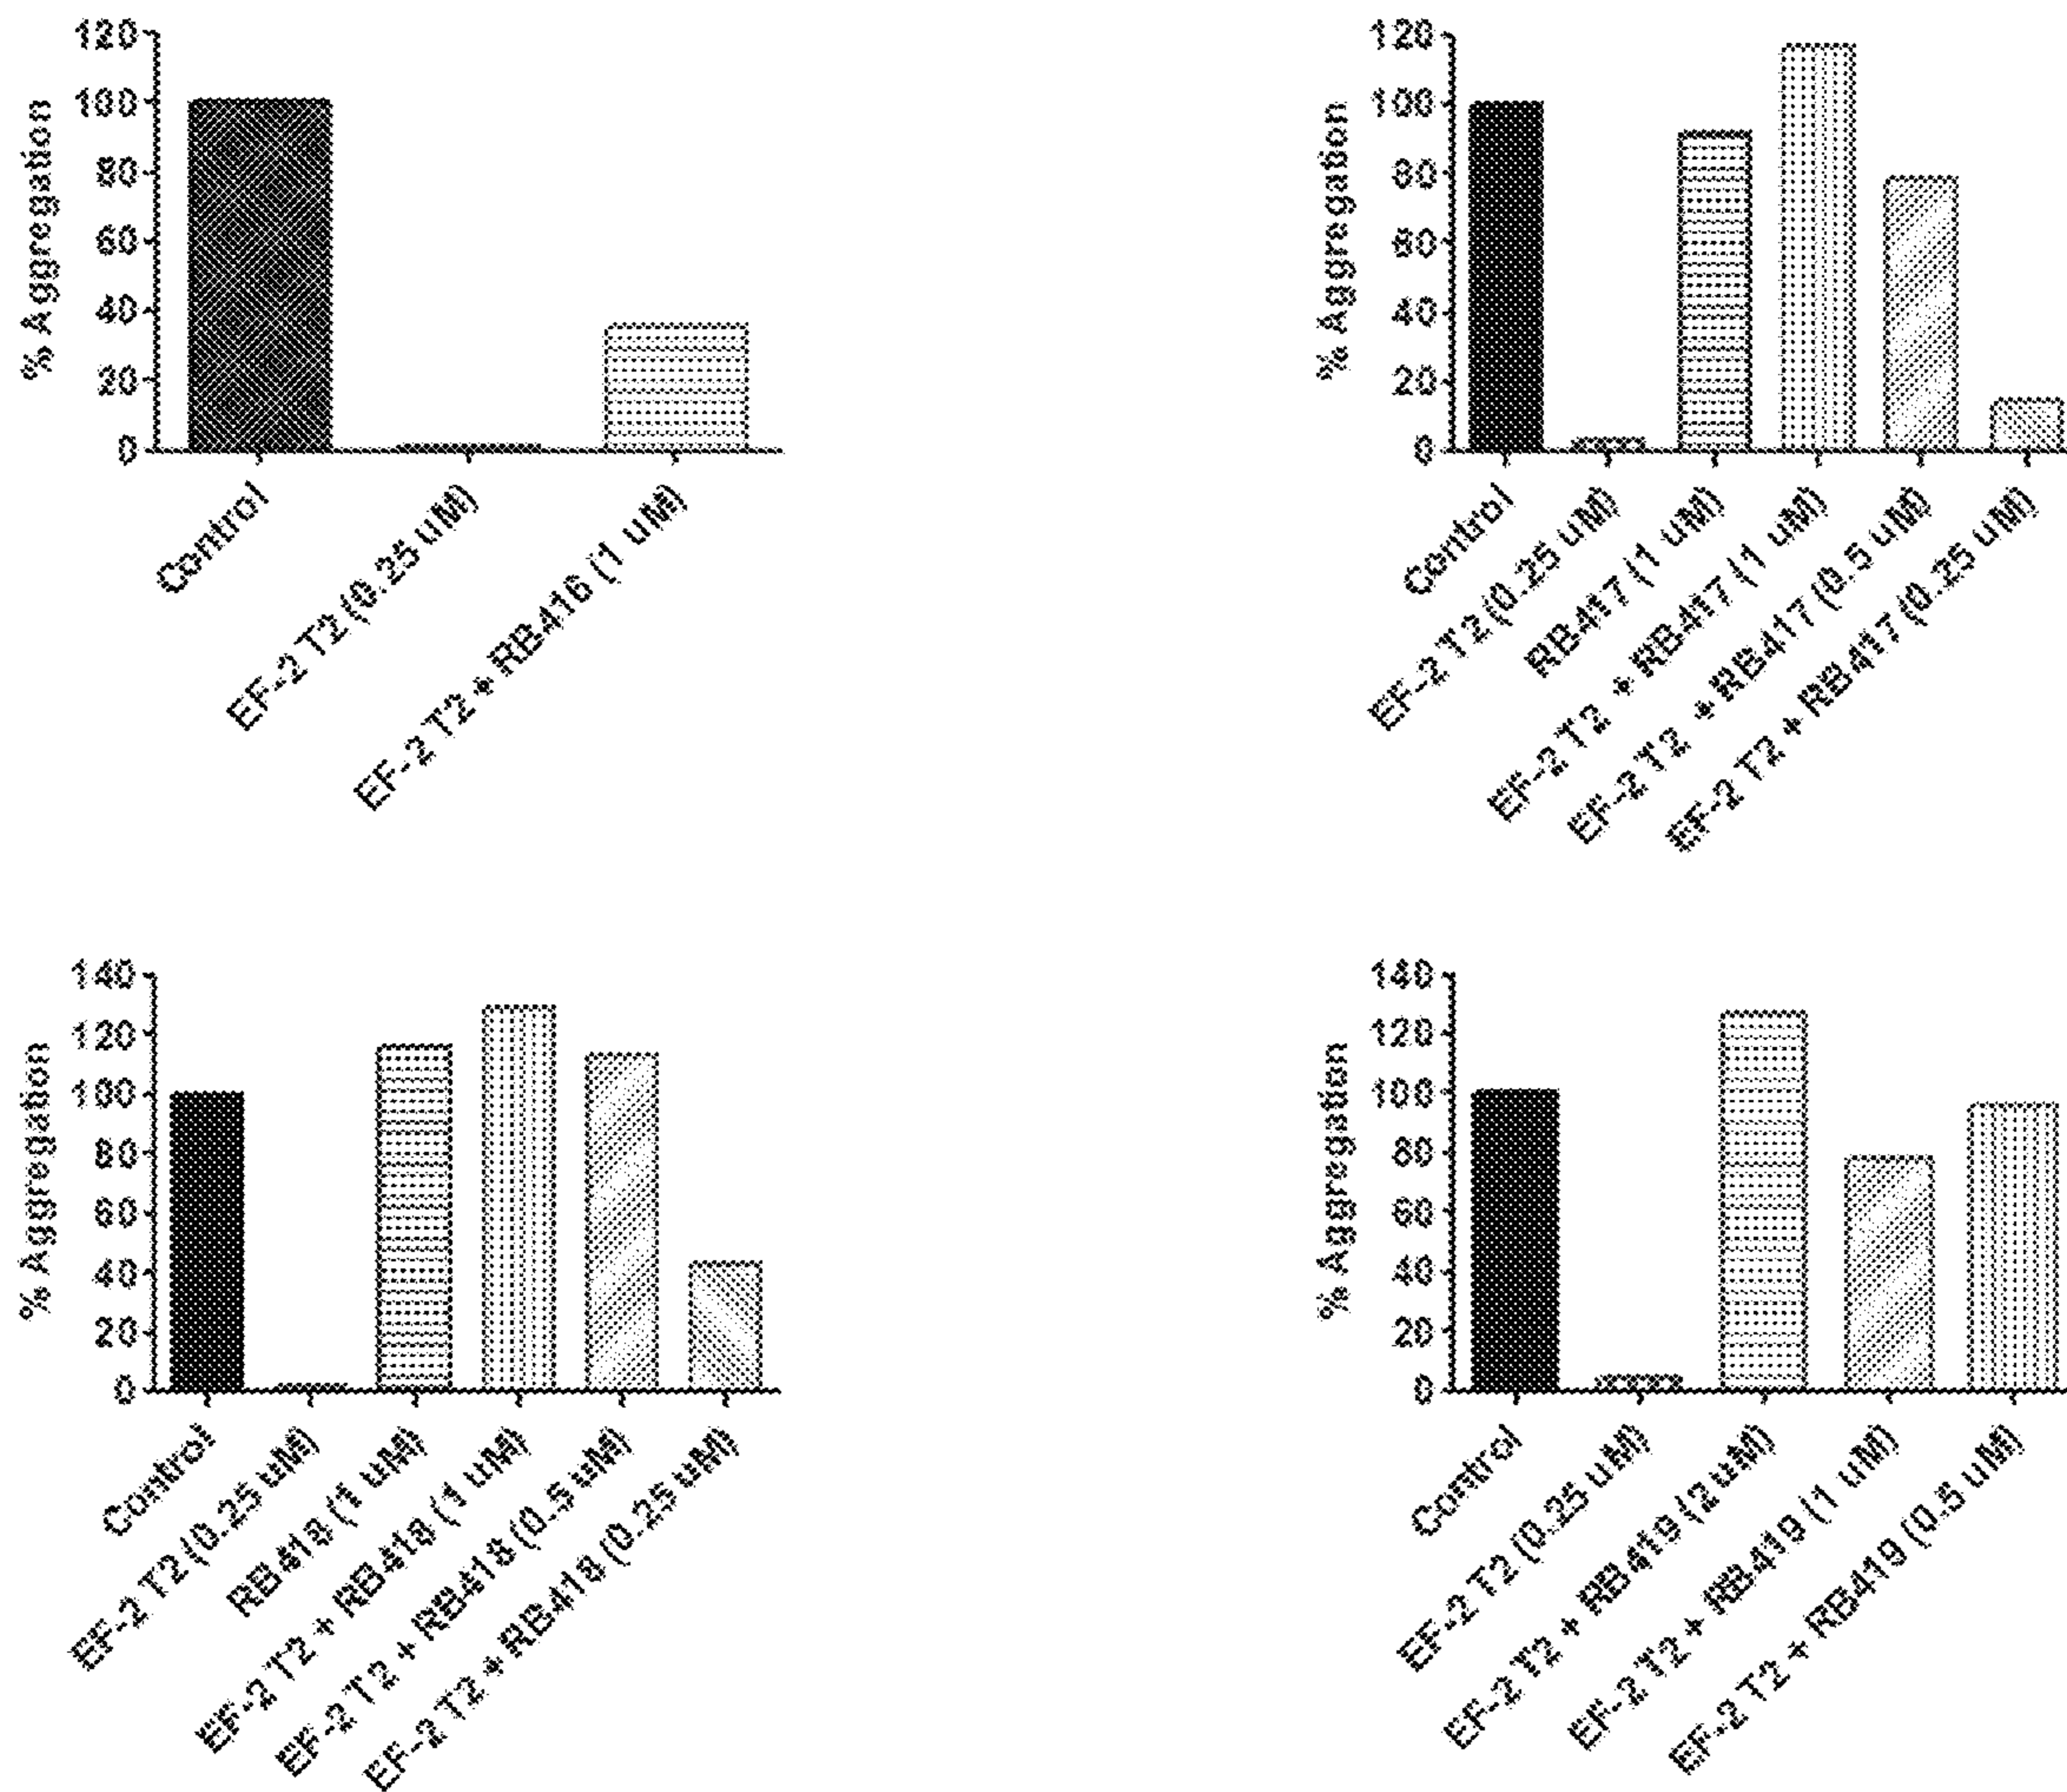 % Aggregation
120
100
80
60
40
20
0
Control
EF-2 T2 (0.25 uM)
EF-2 T2 + RB416 (1 uM)
% Aggregation
120
100
80
60
40
20
0
Control
EF-2 T2 (0.25 uM)
RB417 (1 uM)
EF-2 T2 + RB417 (1 uM)
EF-2 T2 + RB417 (0.5 uM)
EF-2 T2 + RB417 (0.25 uM)
% Aggregation
140
120
100
80
60
40
20
0
Control
EF-2 T2 (0.25 uM)
RB418 (1 uM)
EF-2 T2 + RB418 (1 uM)
EF-2 T2 + RB418 (0.5 uM)
EF-2 T2 + RB418 (0.25 uM)
% Aggregation
140
120
100
80
60
40
20
0
Control
EF-2 T2 (0.25 uM)
EF-2 T2 + RB419 (2 uM)
EF-2 T2 + RB419 (1 uM)
EF-2 T2 + RB419 (0.5 uM)